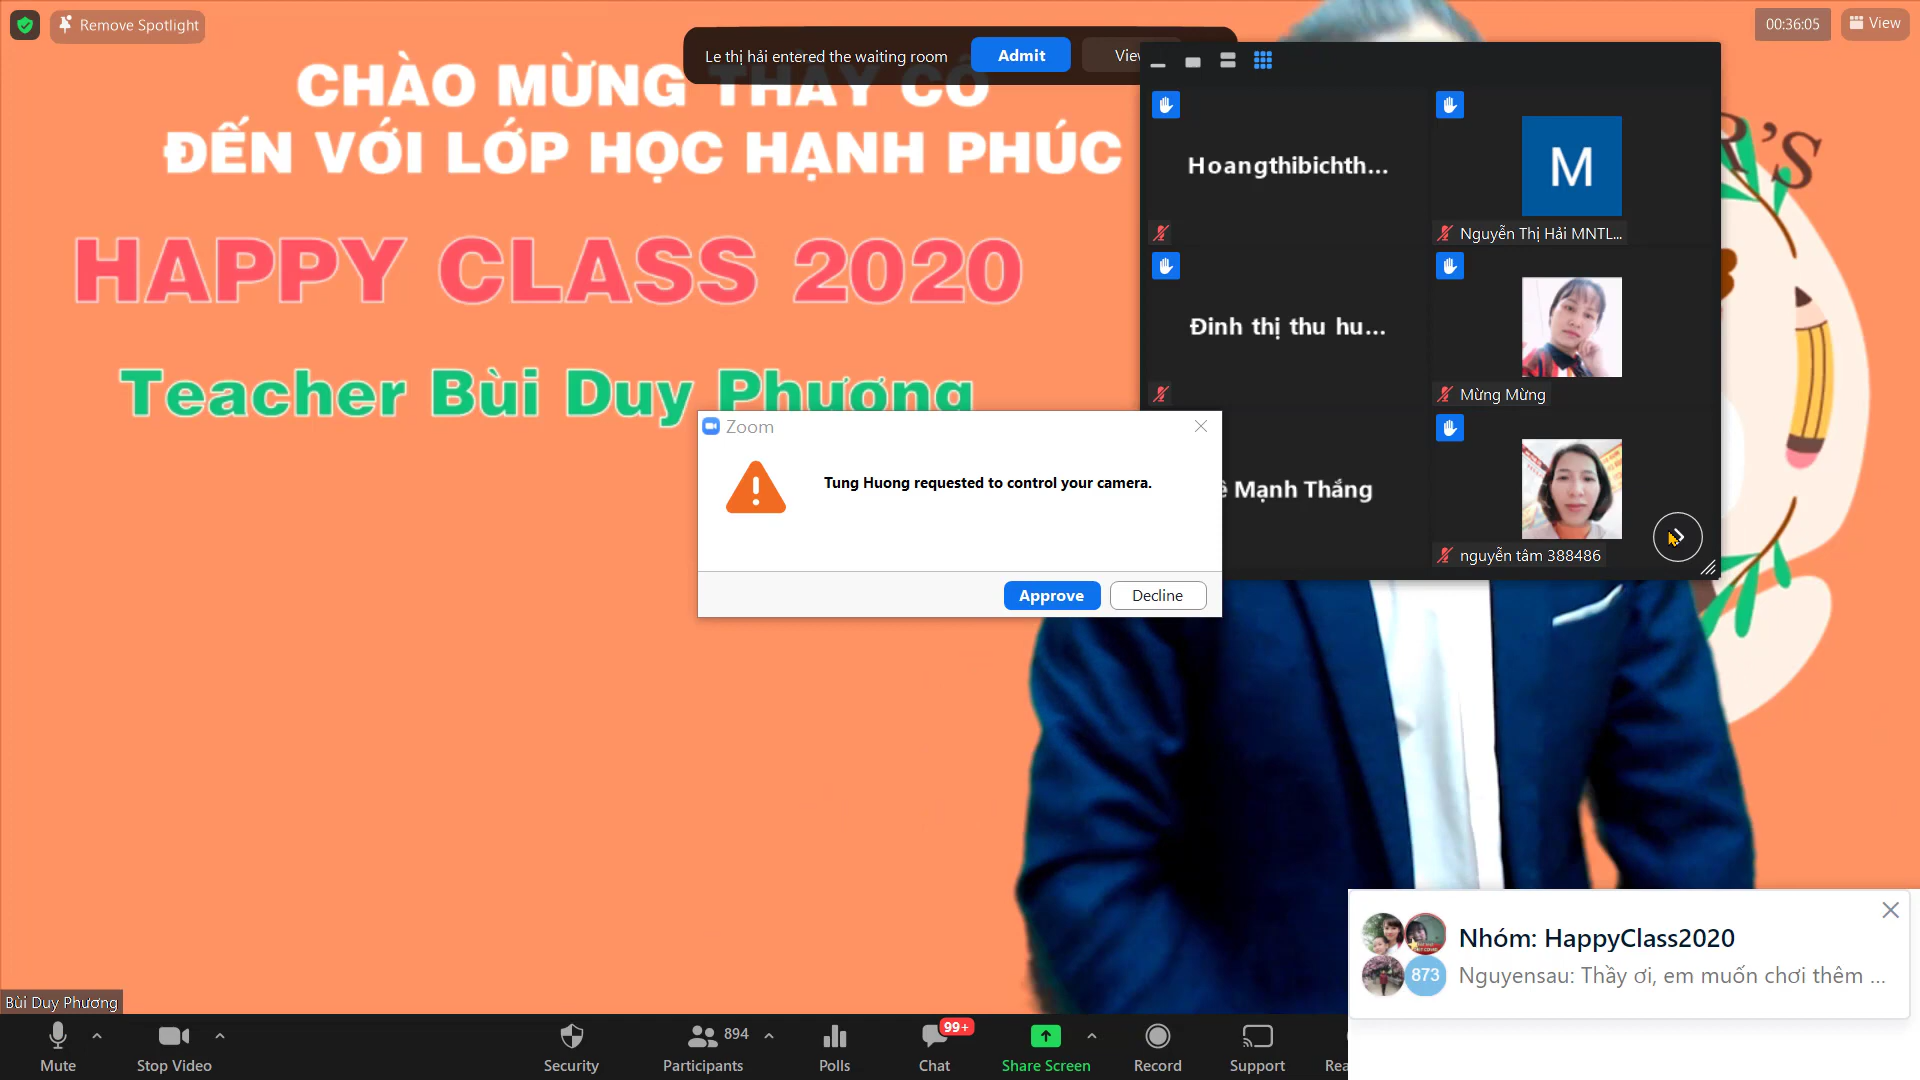 Remove Spotlight
Le thị hải entered the waiting room
Admit
00:36:05
View
CHÀO MỪNG THẦY CÔ
ĐẾN VỚI LỚP HỌC HẠNH PHÚC
HAPPY CLASS 2020
Teacher Bùi Duy Phương
Hoangthibichth...
M
Nguyễn Thị Hải MNTL...
Đinh thị thu hu...
Mừng Mừng
Mạnh Thắng
nguyễn tâm 388486
Zoom
Tung Huong requested to control your camera.
Approve
Decline
Nhóm: HappyClass2020
873
Nguyensau: Thầy ơi, em muốn chơi thêm ...
Bùi Duy Phương
894
99+
Mute
Stop Video
Security
Participants
Polls
Chat
Share Screen
Record
Support